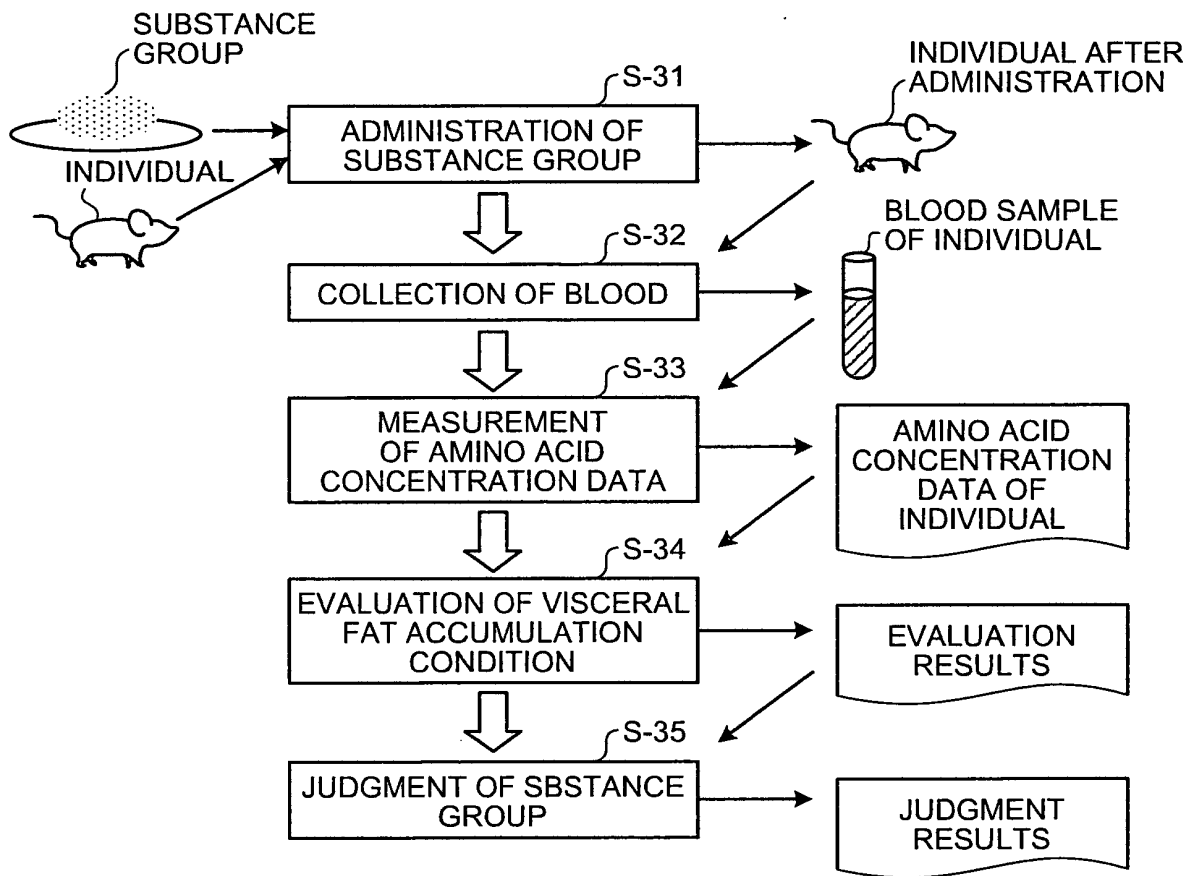 SUBSTANCE
GROUP
INDIVIDUAL
S-31
ADMINISTRATION OF
SUBSTANCE GROUP
INDIVIDUAL AFTER
ADMINISTRATION
S-32
COLLECTION OF BLOOD
BLOOD SAMPLE
OF INDIVIDUAL
S-33
MEASUREMENT
OF AMINO ACID
CONCENTRATION DATA
AMINO ACID
CONCENTRATION
DATA OF
INDIVIDUAL
S-34
EVALUATION OF VISCERAL
FAT ACCUMULATION
CONDITION
EVALUATION
RESULTS
S-35
JUDGMENT OF SBSTANCE
GROUP
JUDGMENT
RESULTS